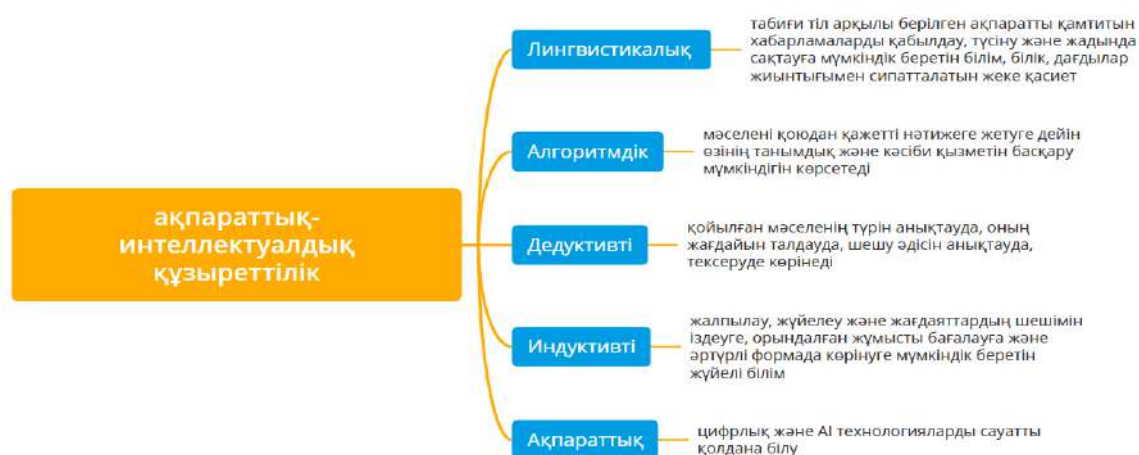 ақпараттық-
интеллектуалдық
құзыреттілік
Лингвистикалық
табиғи тіл арқылы берілген ақпаратты қамтитын
хабарламаларды қабылдау, түсіну және жадында
сақтауға мүмкіндік беретін білім, білік, дағдылар
жиынтығымен сипатталатын жеке қасиет
Алгоритмдік
мәселені қоюдан қажетті нәтижеге жетуге дейін
өзінің танымдық және кәсіби қызметін басқару
мүмкіндігін көрсетеді
Дедуктивті
қойылған мәселенің түрін анықтауда, оның
жағдайын талдауда, шешу әдісін анықтауда,
тексеруде көрінеді
Индуктивті
жалпылау, жүйелеу және жағдаяттардың шешімін
іздеуге, орындалған жұмысты бағалауға және
әртүрлі формада көрінуге мүмкіндік беретін
жүйелі білім
Ақпараттық
цифрлық және AI технологияларды сауатты
қолдана білу